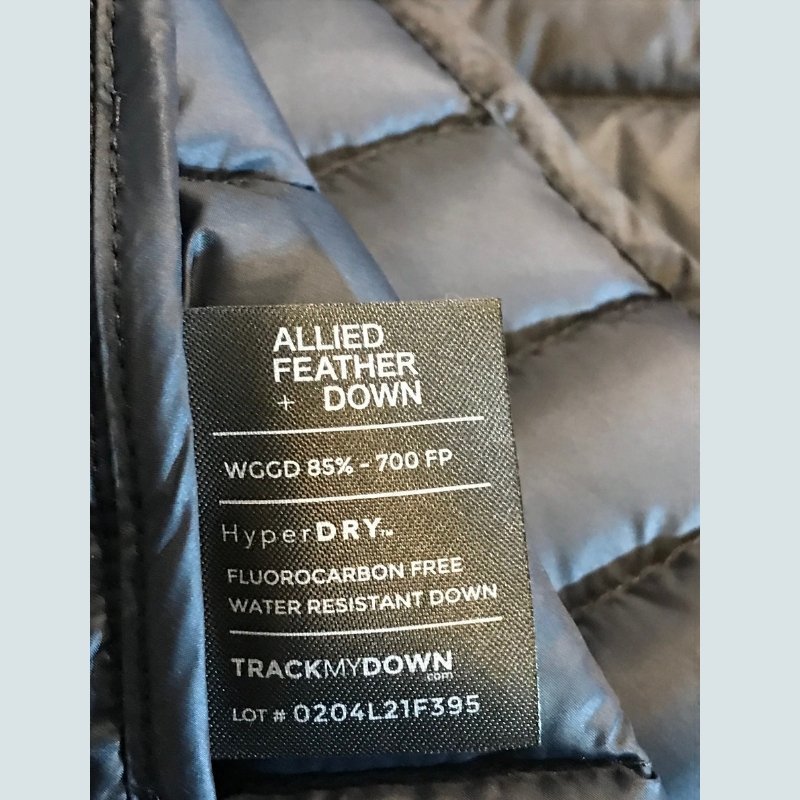 ALLIED
FEATHER
+ DOWN
WGGD 85% - 700 FP
HyperDRY™
FLUOROCARBON FREE
WATER RESISTANT DOWN
TRACKMYDOWN.com
LOT # 0204L21F395